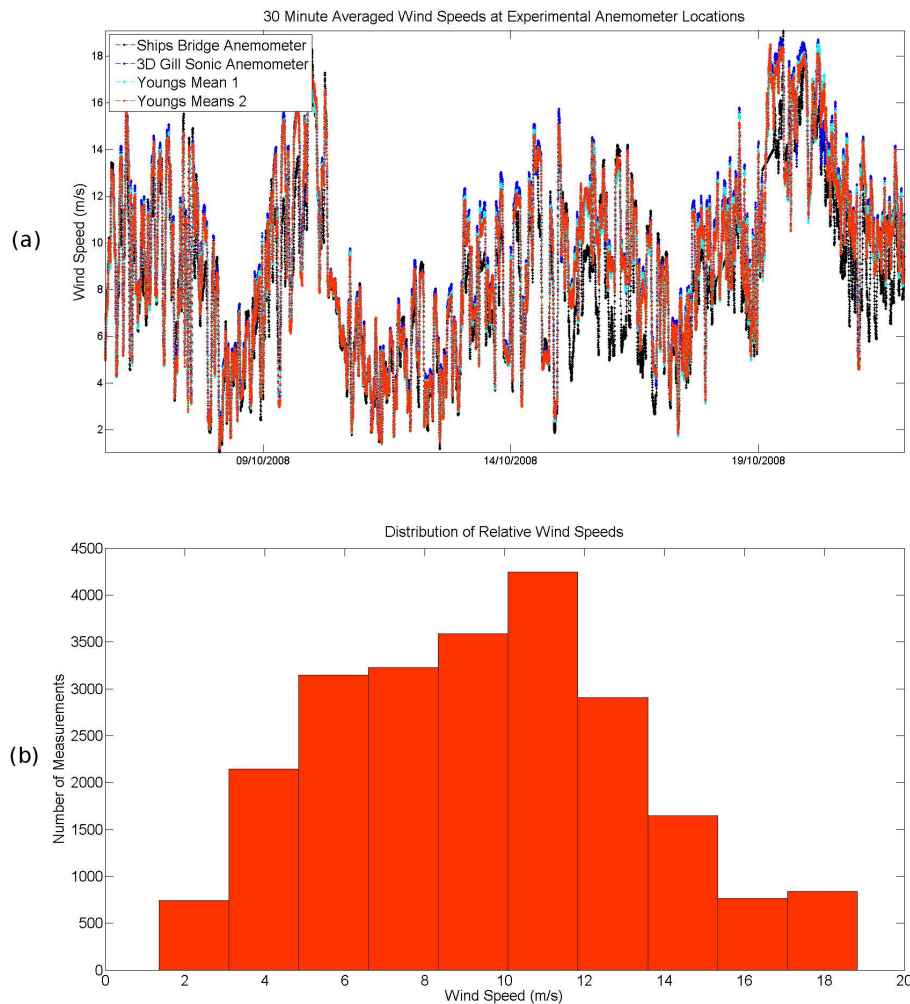 30 Minute Averaged Wind Speeds at Experimental Anemometer Locations
Ships Bridge Anemometer
3D Gill Sonic Anemometer
Youngs Mean 1
Youngs Means 2
18
16
14
12
10
8
6
4
2
Wind Speed (m/s)
(a)
09/10/2008
14/10/2008
19/10/2008
Distribution of Relative Wind Speeds
4500
4000
3500
3000
2500
2000
1500
1000
500
0
Number of Measurements
(b)
0 2 4 6 8 10 12 14 16 18 20
Wind Speed (m/s)